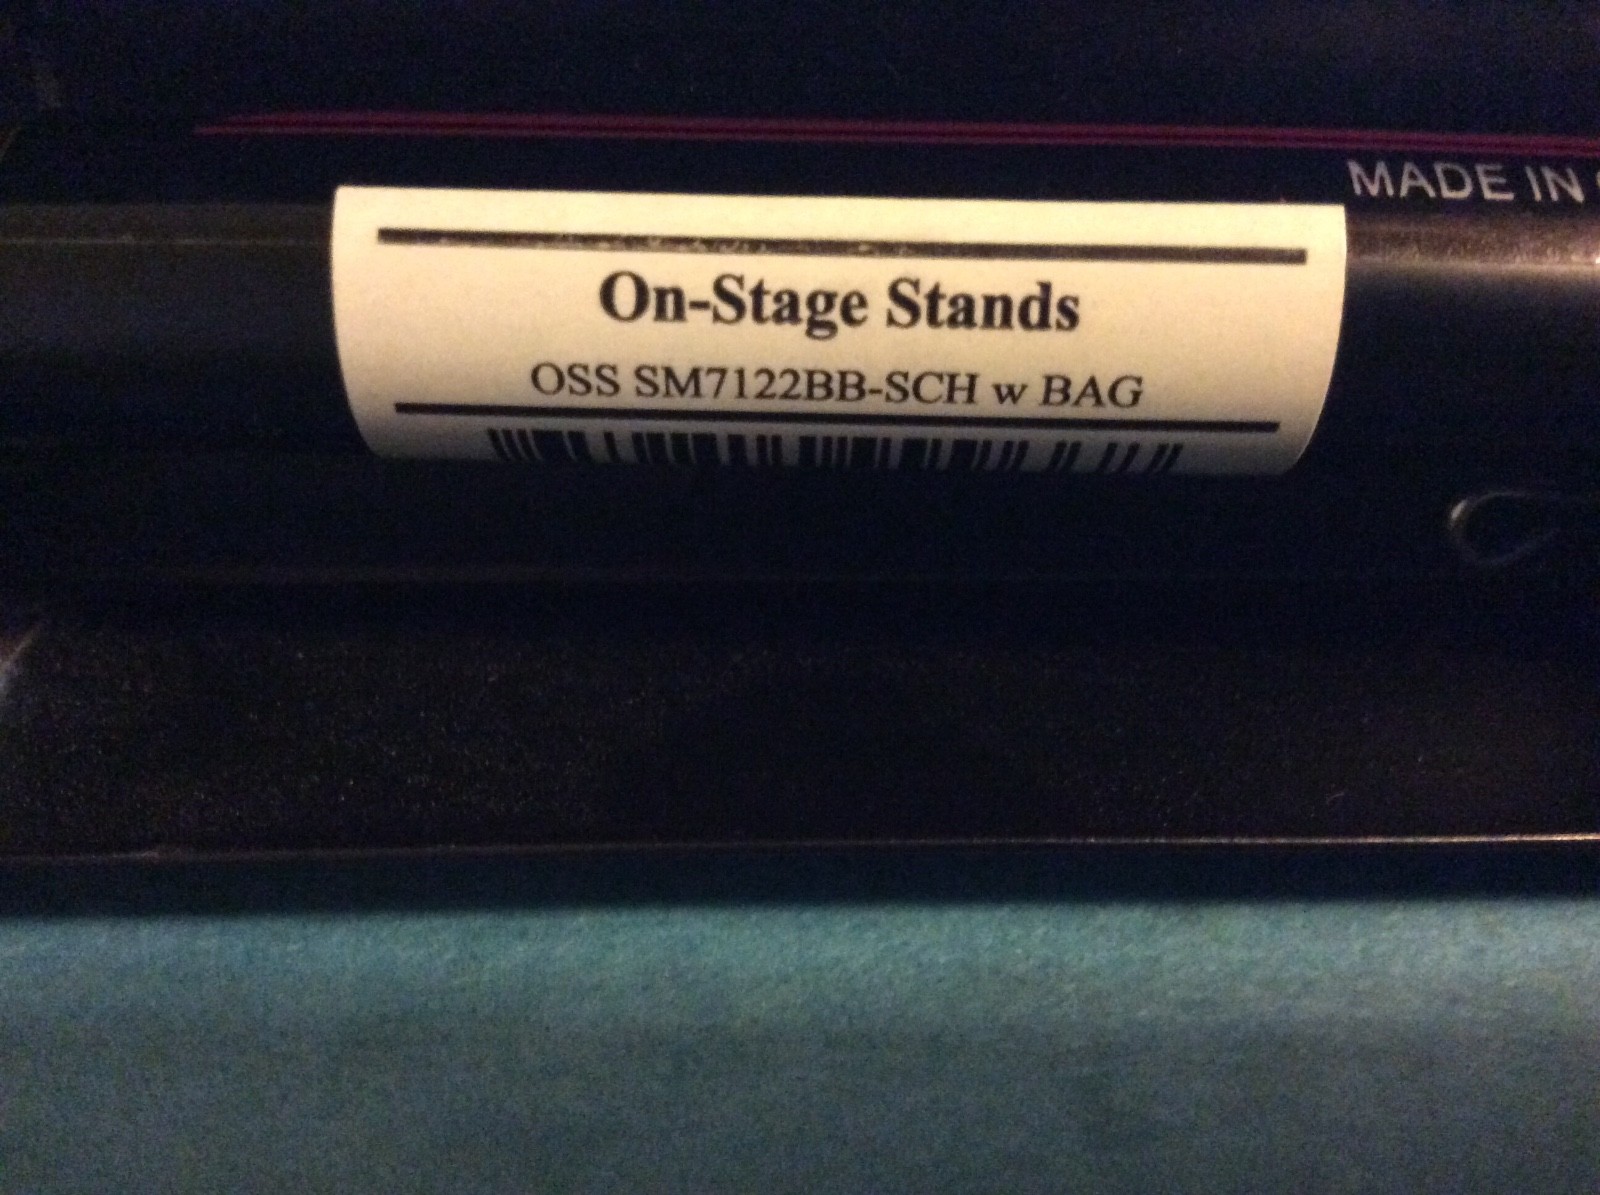 MADE IN
On-Stage Stands
OSS SM7122BB-SCH w BAG